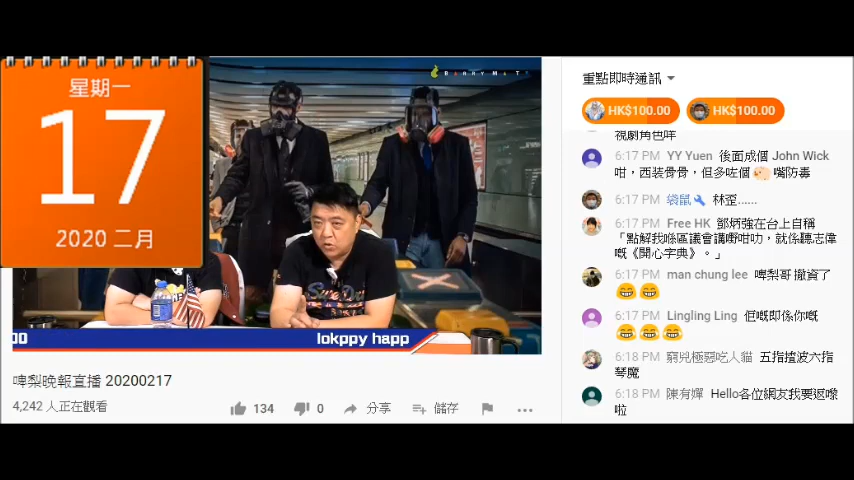 星期一
17
2020 二月
lokppy happ
啤梨晚報直播 20200217
4,242 人正在觀看
134
0
分享
儲存
重點即時通訊
HK$100.00
HK$100.00
視劇角色咩
6:17 PM YY Yuen 後面成個 John Wick
咁，西装骨骨，但多咗個 嘴防毒
6:17 PM 袋鼠 林歪......
6:17 PM Free HK 鄧炳強在台上自稱
「點解我喺區議會講嘢咁叻，就係聽志偉
嘅《開心字典》。」
6:17 PM man chung lee 啤梨哥 撤資了
6:17 PM Lingling Ling 佢嘅即係你嘅
6:18 PM 窮兇極惡吃人貓 五指揸波六指
琴魔
6:18 PM 陳有嬋 Hello各位網友我要返嚟
啦